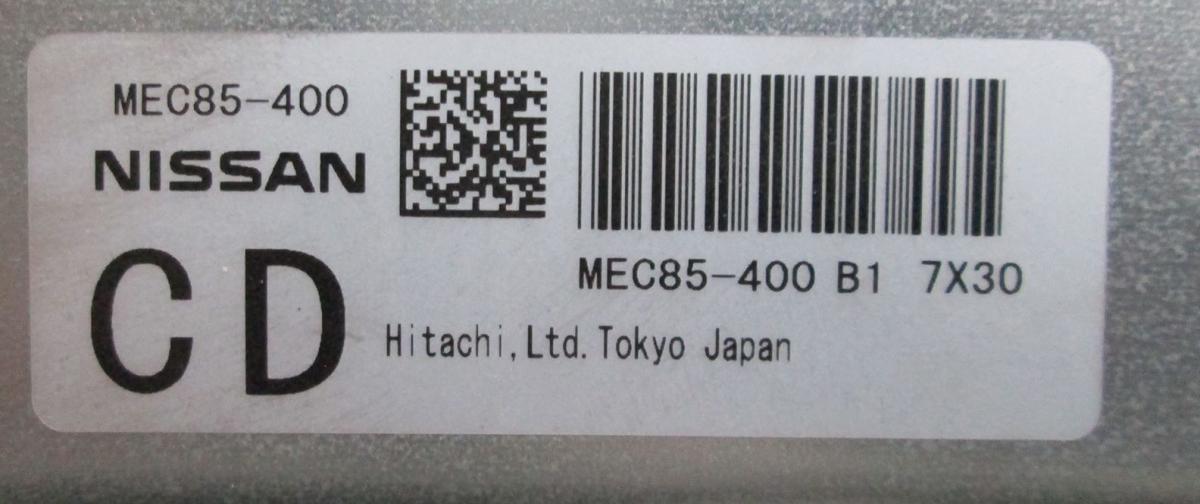 MEC85-400
NISSAN
CD
MEC85-400 B1 7X30
Hitachi,Ltd.Tokyo Japan